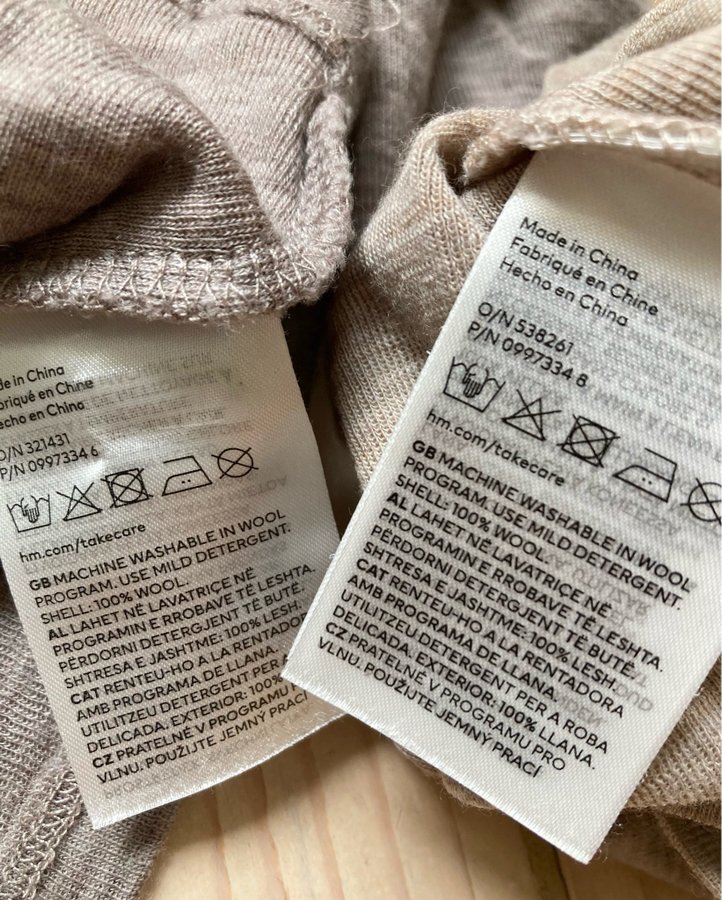 de in China
briqué en Chine
echo en China
O/N 321431
P/N 0997334 6
hm.com/takecare
GB MACHINE WASHABLE IN WOOL
PROGRAM. USE MILD DETERGENT.
SHELL: 100% WOOL.
AL LAHET NË LAVATRIÇE NË
PROGRAMIN E RROBAVE TË LESHTA.
PËRDORNI DETERGJENT TË BUTË.
SHTRESA E JASHTME: 100% LESH.
CAT RENTEU-HO A LA RENTADORA
AMB PROGRAMA DE LLANA.
UTILITZEU DETERGENT PER A
DELICADA. EXTERIOR: 100%
CZ PRATELNÉ V PROGRAMU P
VLNU. POUŽIJTE JEMNÝ PRACÍ
Made in China
Fabriqué en Chine
Hecho en China
O/N 538261
P/N 0997334 8
hm.com/takecare
GB MACHINE WASHABLE IN WOOL
PROGRAM. USE MILD DETERGENT.
SHELL: 100% WOOL.
AL LAHET NË LAVATRIÇE NË
PROGRAMIN E RROBAVE TË LESHTA.
PËRDORNI DETERGJENT TË BUTË.
SHTRESA E JASHTME: 100% LESH.
CAT RENTEU-HO A LA RENTADORA
AMB PROGRAMA DE LLANA.
UTILITZEU DETERGENT PER A ROBA
DELICADA. EXTERIOR: 100% LLANA.
CZ PRATELNÉ V PROGRAMU PRO
VLNU. POUŽIJTE JEMNÝ PRACÍ